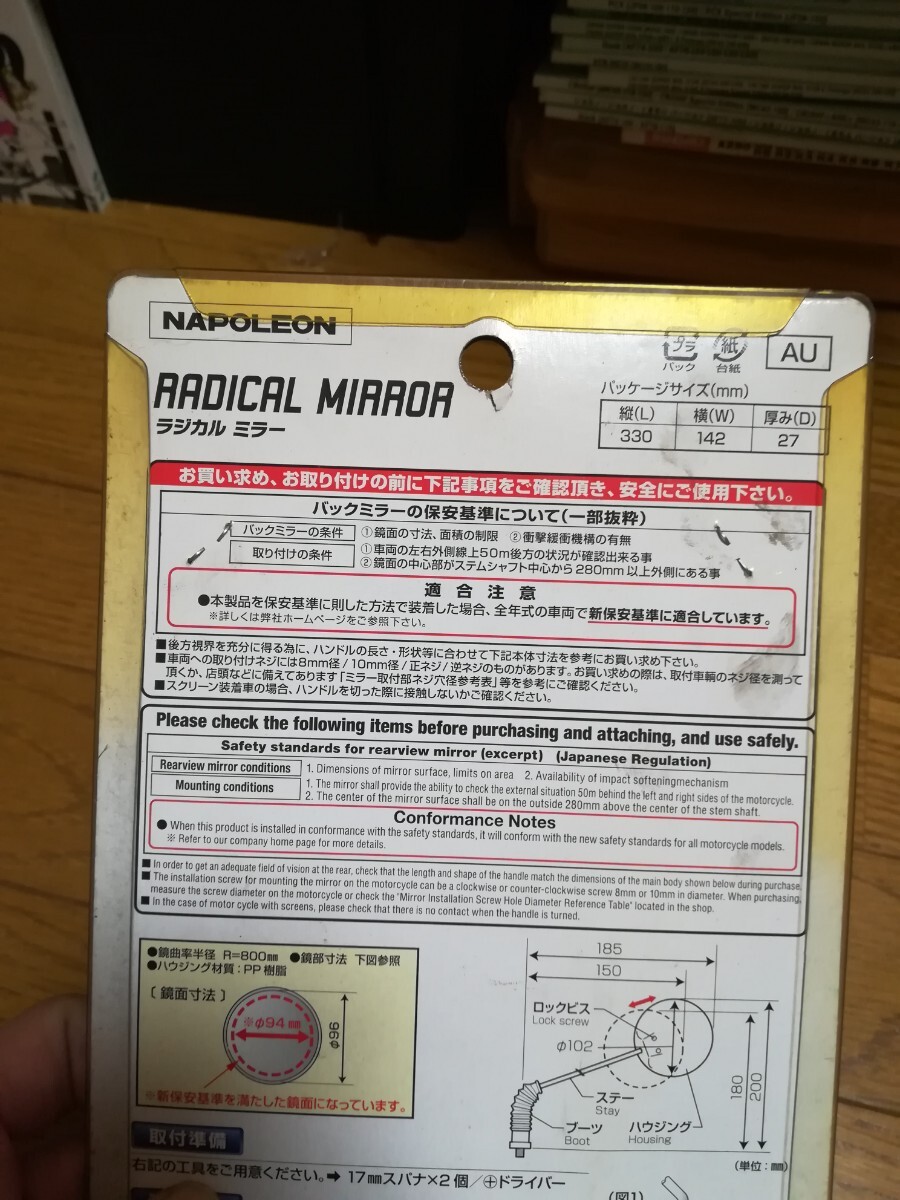 NAPOLEON
プラ
パック
紙
台紙
AU
RADICAL MIRROR
ラジカル ミラー
パッケージサイズ(mm)
縦(L) 横(W) 厚み(D)
330 142 27
お買い求め、お取り付けの前に下記事項をご確認頂き、安全にご使用下さい。
バックミラーの保安基準について(一部抜粋)
バックミラーの条件 ①鏡面の寸法、面積の制限 ②衝撃緩衝機構の有無
取り付けの条件 ①車両の左右外側線上50m後方の状況が確認出来る事
②鏡面の中心部がステムシャフト中心から280mm以上外側にある事
適合注意
●本製品を保安基準に則した方法で装着した場合、全年式の車両で新保安基準に適合しています。
※詳しくは弊社ホームページをご参照下さい。
■後方視界を充分に得る為に、ハンドルの長さ・形状等に合わせて下記本体寸法を参考にお買い求め下さい。
■車両への取り付けネジには8mm径/10mm径/正ネジ/逆ネジのものがあります。お買い求めの際は、取付車輌のネジ径を測って
頂くか、店頭などに備えてあります「ミラー取付部ネジ穴径参考表」等を参考にご確認ください。
■スクリーン装着車の場合、ハンドルを切った際に接触しないかご確認ください。
Please check the following items before purchasing and attaching, and use safely.
Safety standards for rearview mirror (excerpt) (Japanese Regulation)
Rearview mirror conditions 1. Dimensions of mirror surface, limits on area 2. Availability of impact softeningmechanism
Mounting conditions 1. The mirror shall provide the ability to check the external situation 50m behind the left and right sides of the motorcycle.
2. The center of the mirror surface shall be on the outside 280mm above the center of the stem shaft.
Conformance Notes
● When this product is installed in conformance with the safety standards, it will conform with the new safety standards for all motorcycle models.
※ Refer to our company home page for more details.
■ In order to get an adequate field of vision at the rear, check that the length and shape of the handle match the dimensions of the main body shown below during purchase.
■ The installation screw for mounting the mirror on the motorcycle can be a clockwise or counter-clockwise screw 8mm or 10mm in diameter. When purchasing,
measure the screw diameter on the motorcycle or check the "Mirror Installation Screw Hole Diameter Reference Table" located in the shop.
■ In the case of motor cycle with screens, please check that there is no contact when the handle is turned.
●鏡曲率半径 R=800mm ●鏡部寸法 下図参照
●ハウジング材質：PP樹脂
〔鏡面寸法〕
※φ94mm
φ96
※新保安基準を満たした鏡面になっています。
185
150
ロックビス
Lock screw
φ102
ステー
Stay
ブーツ
Boot
ハウジング
Housing
180
200
(単位：mm)
取付準備
右記の工具をご用意ください。➡ 17mmスパナ×2個/⊕ドライバー
(図1)